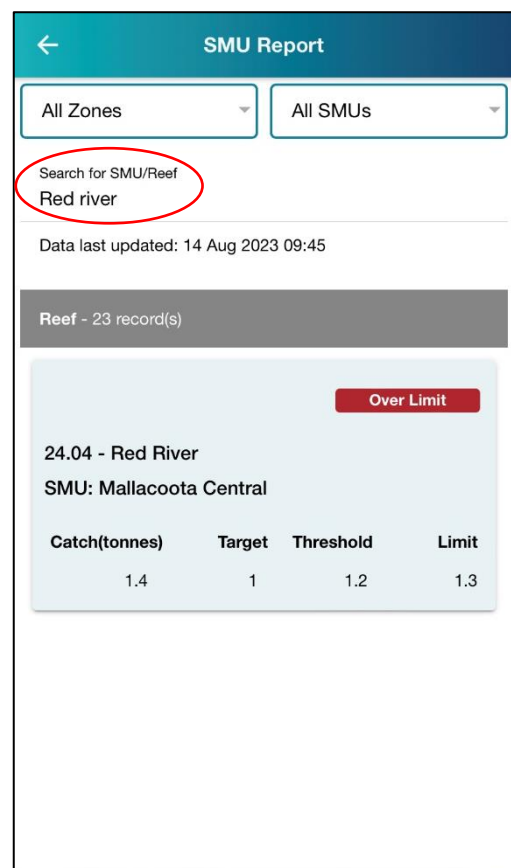 SMU Report
All Zones All SMUs
Search for SMU/Reef
Red river
Data last updated: 14 Aug 2023 09:45
Reef - 23 record(s)
Over Limit
24.04 - Red River
SMU: Mallacoota Central
Catch(tonnes) Target Threshold Limit
1.4 1 1.2 1.3